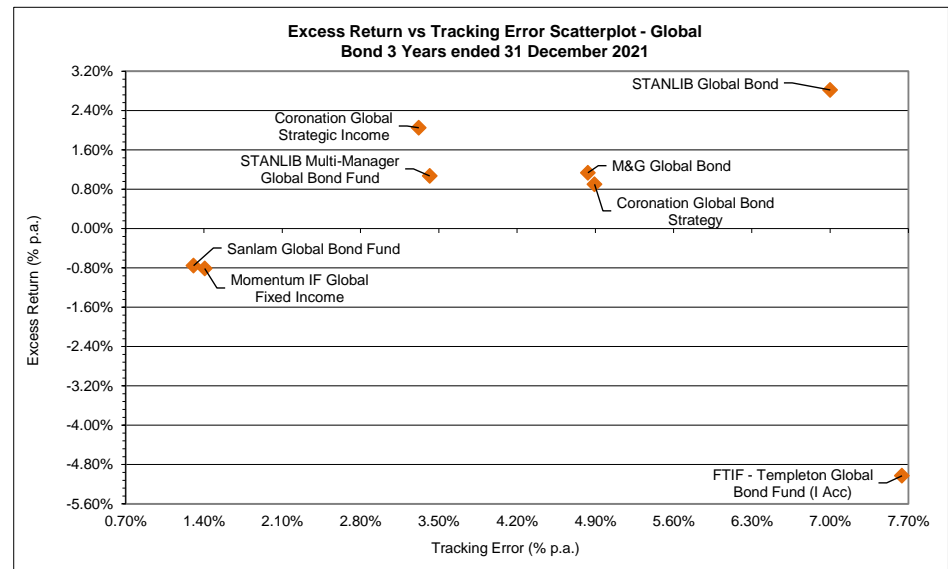 Excess Return vs Tracking Error Scatterplot - Global
Bond 3 Years ended 31 December 2021
Excess Return (% p.a.)
3.20%
2.40%
1.60%
0.80%
0.00%
-0.80%
-1.60%
-2.40%
-3.20%
-4.00%
-4.80%
-5.60%
STANLIB Global Bond
Coronation Global
Strategic Income
STANLIB Multi-Manager
Global Bond Fund
M&G Global Bond
Coronation Global Bond
Strategy
Sanlam Global Bond Fund
Momentum IF Global
Fixed Income
FTIF - Templeton Global
Bond Fund (I Acc)
0.70% 1.40% 2.10% 2.80% 3.50% 4.20% 4.90% 5.60% 6.30% 7.00% 7.70%
Tracking Error (% p.a.)